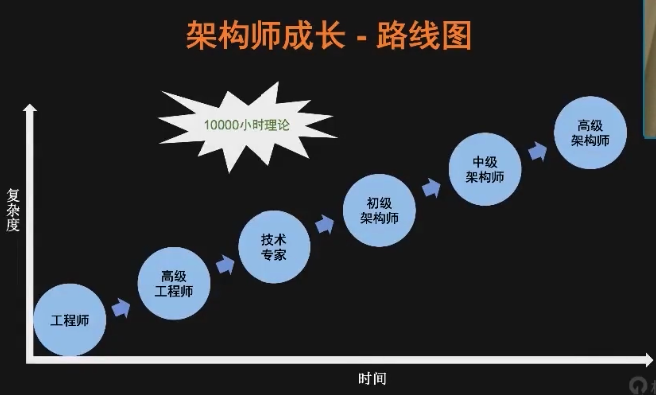 架构师成长 - 路线图
10000小时理论
复杂度
工程师
高级
工程师
技术
专家
初级
架构师
中级
架构师
高级
架构师
时间